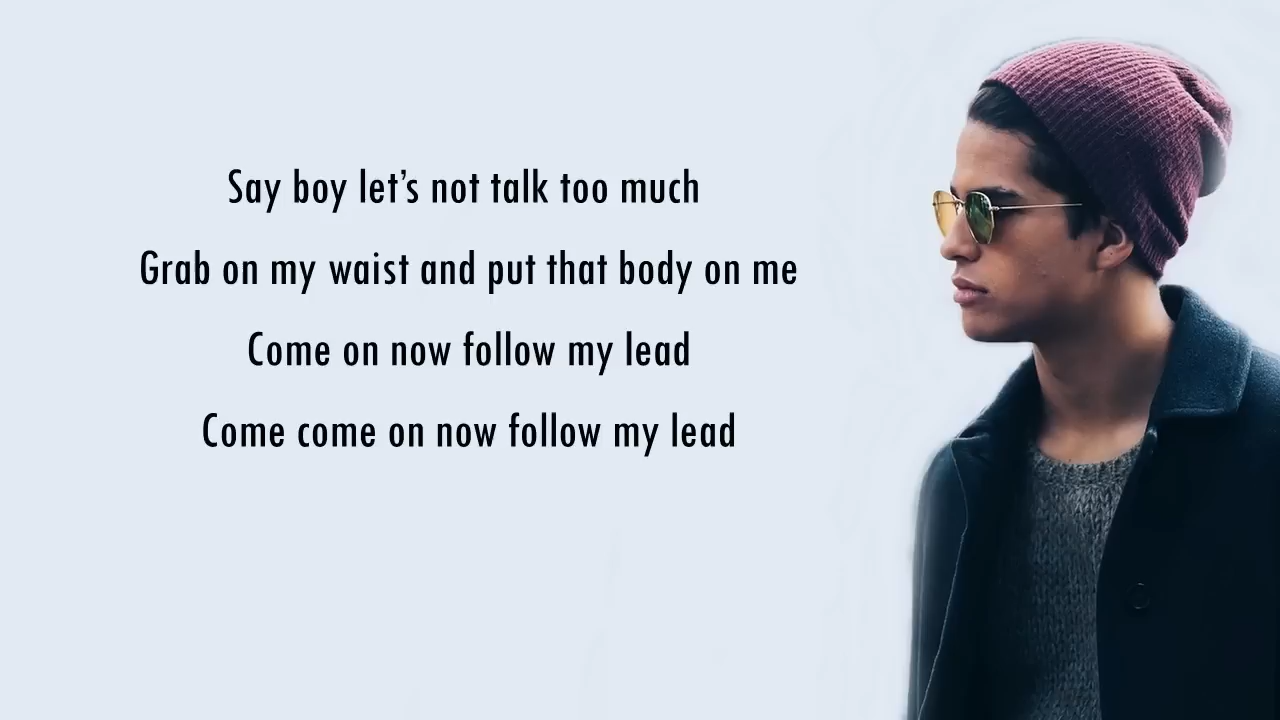 Say boy let’s not talk too much
Grab on my waist and put that body on me
Come on now follow my lead
Come come on now follow my lead